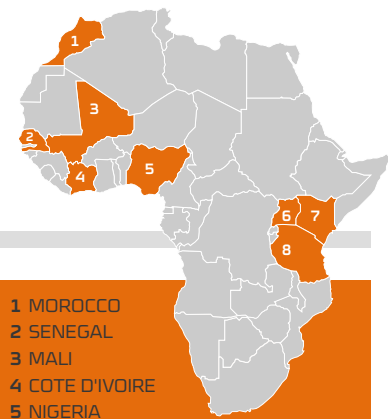 1
3
2
4
5
6 7
8
1 MOROCCO
2 SENEGAL
3 MALI
4 COTE D'IVOIRE
5 NIGERIA